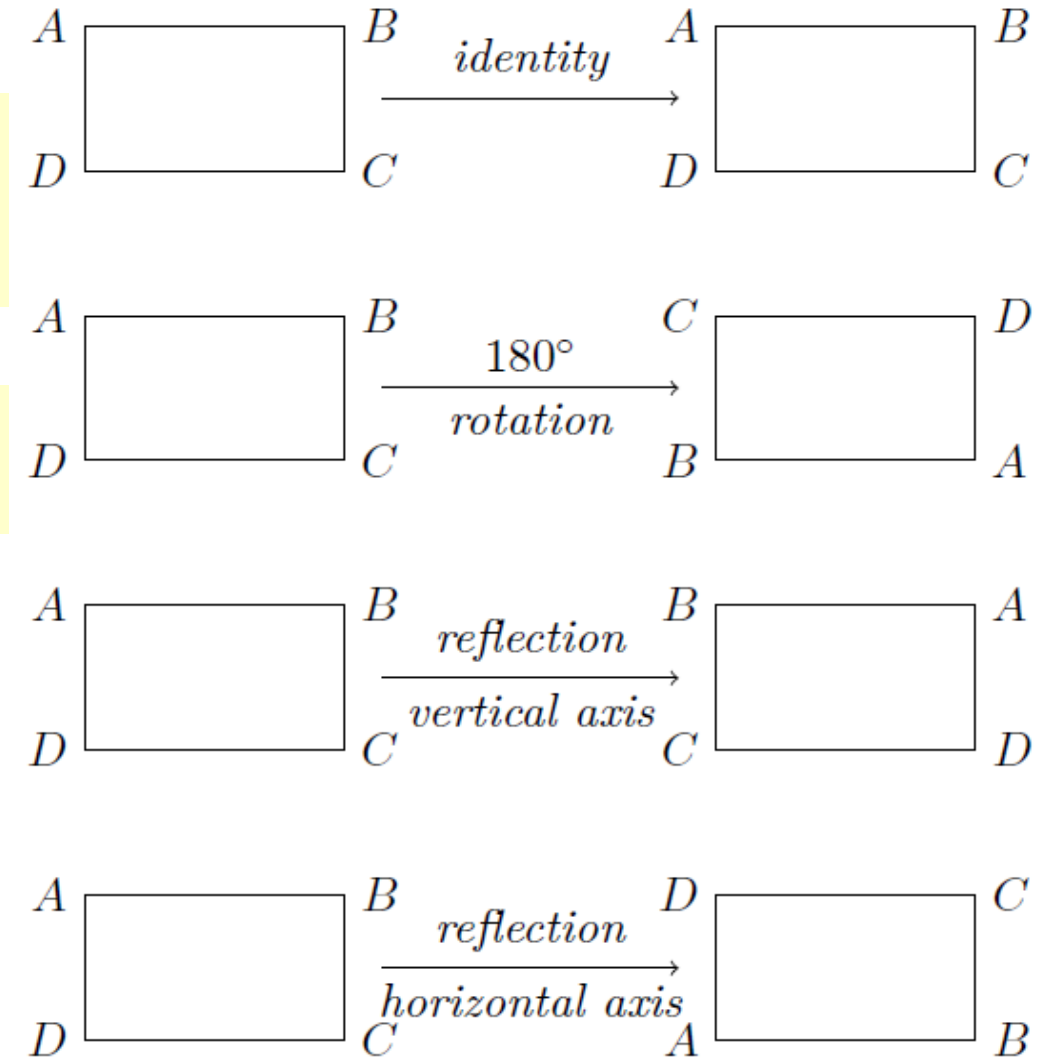 A B A B
identity
D C D C
A B C D
180°
rotation
D C B A
A B B A
reflection
vertical axis
D C C D
A B D C
reflection
horizontal axis
D C A B